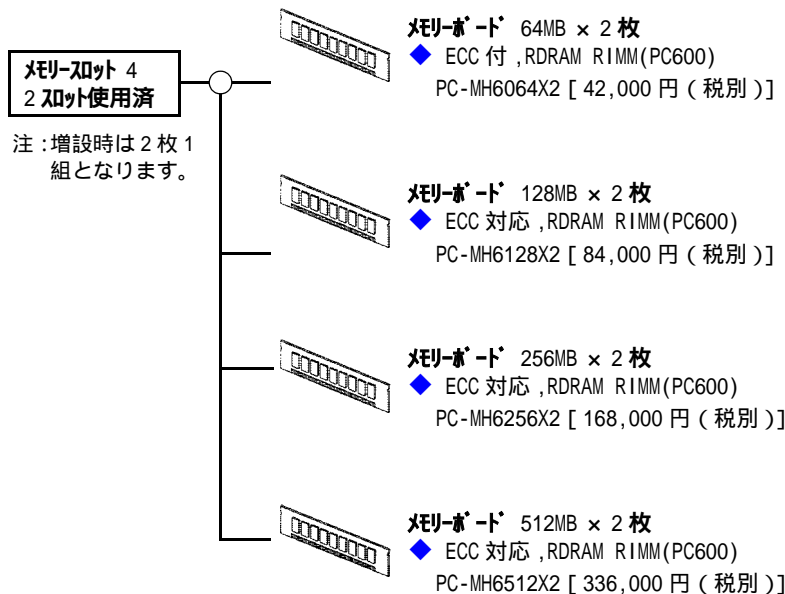 メモリーボード 64MB × 2 枚
◆ ECC 付 ,RDRAM RIMM(PC600)
PC-MH6064X2 [ 42,000 円 ( 税別 )]
メモリースロット 4
2 スロット使用済
注 :増設時は 2 枚 1
組となります。
メモリーボード 128MB × 2 枚
◆ ECC 対応 ,RDRAM RIMM(PC600)
PC-MH6128X2 [ 84,000 円 ( 税別 )]
メモリーボード 256MB × 2 枚
◆ ECC 対応 ,RDRAM RIMM(PC600)
PC-MH6256X2 [ 168,000 円 ( 税別 )]
メモリーボード 512MB × 2 枚
◆ ECC 対応 ,RDRAM RIMM(PC600)
PC-MH6512X2 [ 336,000 円 ( 税別 )]